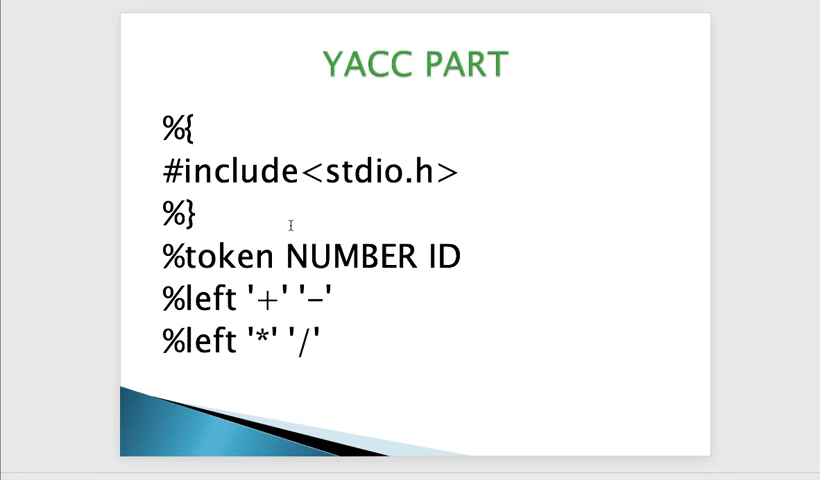 YACC PART
%{
#include<stdio.h>
%}
%token NUMBER ID
%left '+' '-'
%left '*' '/'